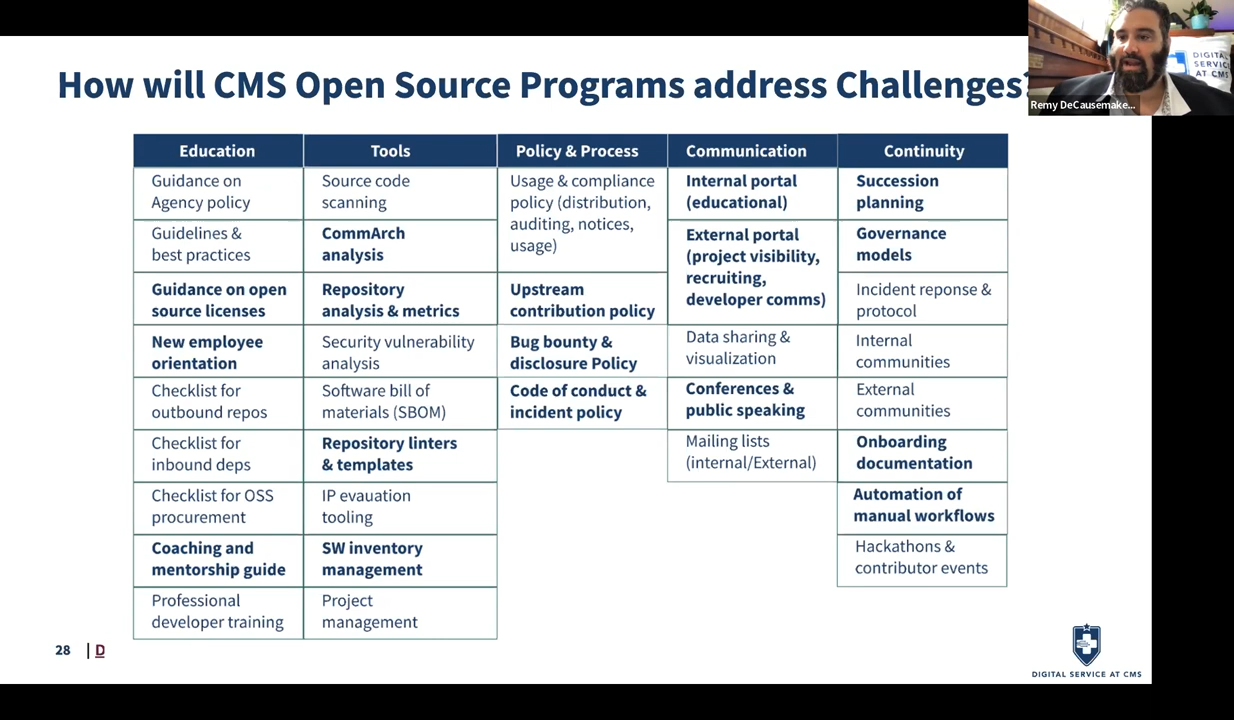 How will CMS Open Source Programs address Challenges?
Remy DeCausemake...
DIGITAL
SERVICE
AT CMS
Education
Tools
Policy & Process
Communication
Continuity
Guidance on
Agency policy
Guidelines &
best practices
Guidance on open
source licenses
New employee
orientation
Checklist for
outbound repos
Checklist for
inbound deps
Checklist for OSS
procurement
Coaching and
mentorship guide
Professional
developer training
Source code
scanning
CommArch
analysis
Repository
analysis & metrics
Security vulnerability
analysis
Software bill of
materials (SBOM)
Repository linters
& templates
IP evauation
tooling
SW inventory
management
Project
management
Usage & compliance
policy (distribution,
auditing, notices,
usage)
Upstream
contribution policy
Bug bounty &
disclosure Policy
Code of conduct &
incident policy
Internal portal
(educational)
External portal
(project visibility,
recruiting,
developer comms)
Data sharing &
visualization
Conferences &
public speaking
Mailing lists
(internal/External)
Succession
planning
Governance
models
Incident reponse &
protocol
Internal
communities
External
communities
Onboarding
documentation
Automation of
manual workflows
Hackathons &
contributor events
28 | D
DIGITAL SERVICE AT CMS